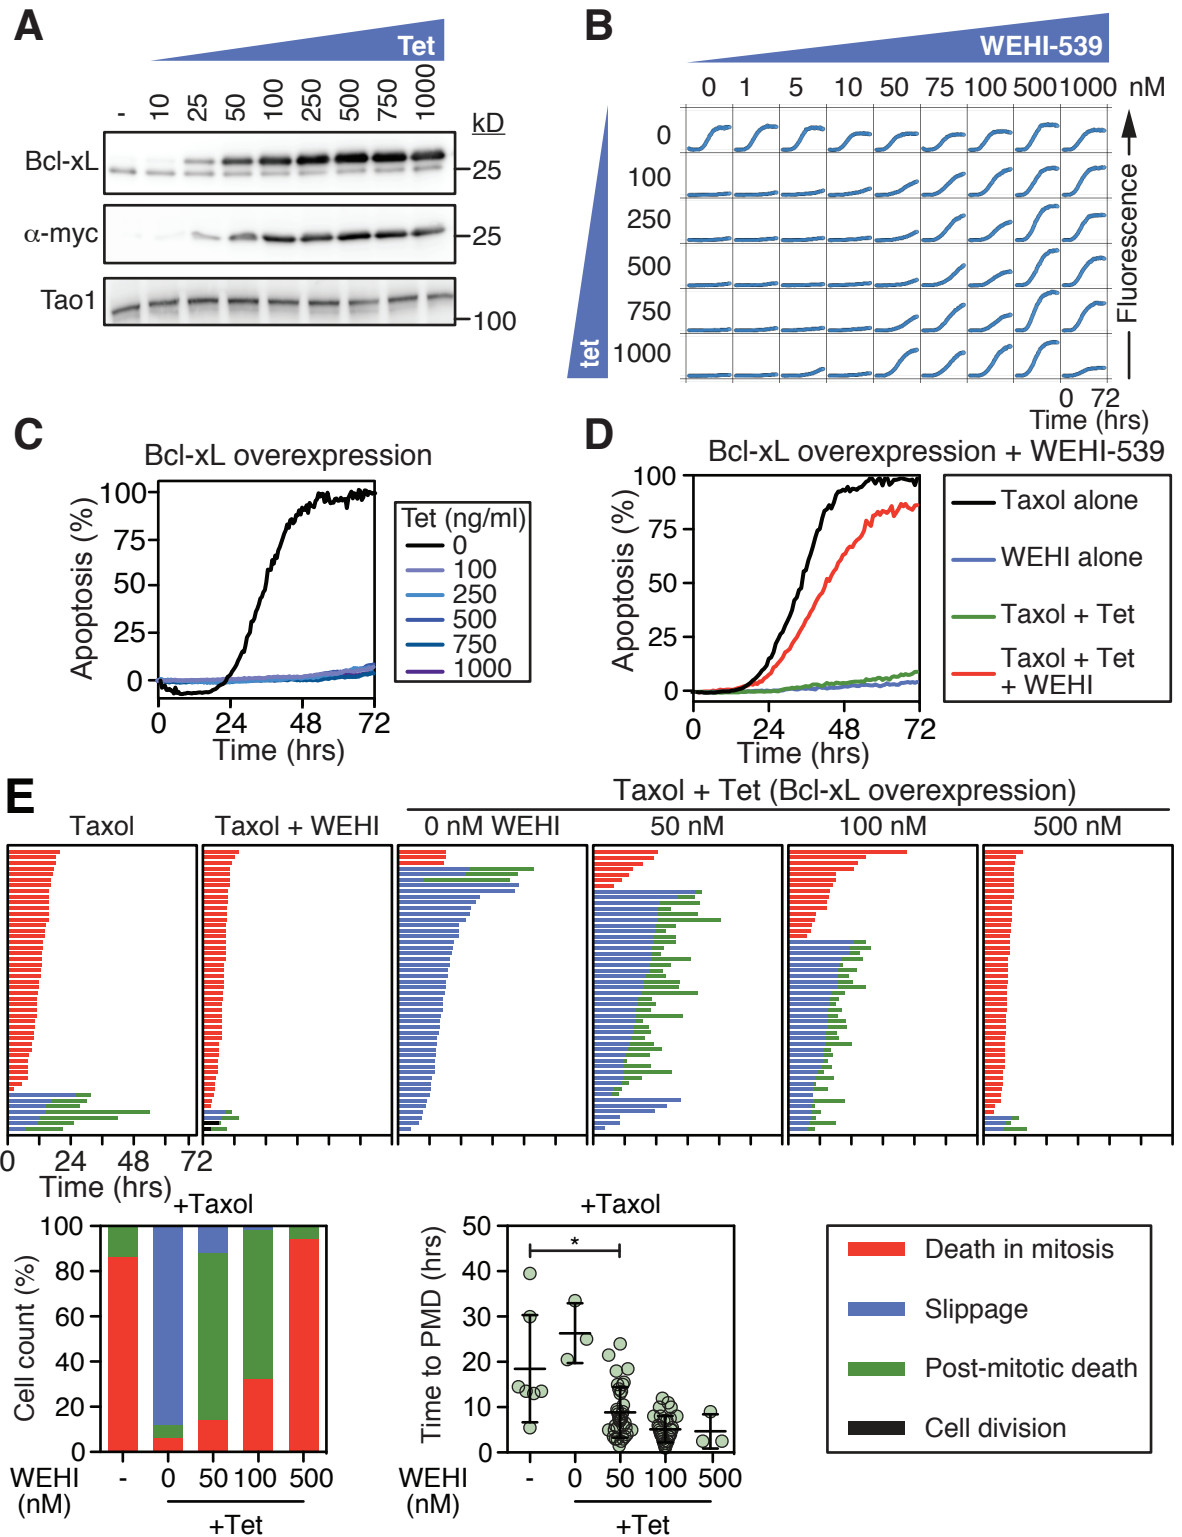 A
Tet
- 10 25 50 100 250 500 750 1000
kD
Bcl-xL
25
α-myc
25
Tao1
100
B
WEHI-539
0 1 5 10 50 75 100 500 1000 nM
0
100
250
500
750
1000
tet
Fluorescence
0 72
Time (hrs)
C
Bcl-xL overexpression
Apoptosis (%)
100
75
50
25
0
0 24 48 72
Time (hrs)
Tet (ng/ml)
0
100
250
500
750
1000
D
Bcl-xL overexpression + WEHI-539
Apoptosis (%)
100
75
50
25
0
0 24 48 72
Time (hrs)
Taxol alone
WEHI alone
Taxol + Tet
Taxol + Tet
+ WEHI
E
Taxol + Tet (Bcl-xL overexpression)
Taxol Taxol + WEHI 0 nM WEHI 50 nM 100 nM 500 nM
0 24 48 72
Time (hrs)
+Taxol
Cell count (%)
100
80
60
40
20
0
WEHI
(nM)
- 0 50 100 500
+Tet
+Taxol
Time to PMD (hrs)
50
40
30
20
10
0
*
WEHI
(nM)
- 0 50 100 500
+Tet
Death in mitosis
Slippage
Post-mitotic death
Cell division